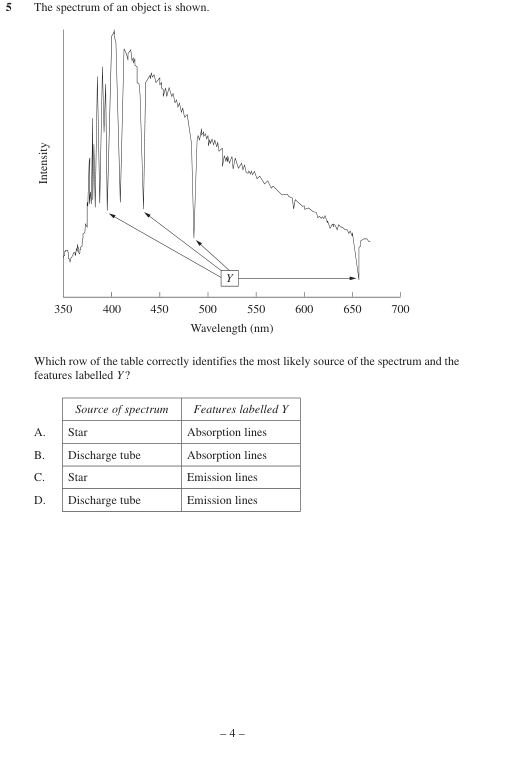 5 The spectrum of an object is shown.
Intensity
Y
350 400 450 500 550 600 650 700
Wavelength (nm)
Which row of the table correctly identifies the most likely source of the spectrum and the
features labelled Y?
Source of spectrum Features labelled Y
A. Star Absorption lines
B. Discharge tube Absorption lines
C. Star Emission lines
D. Discharge tube Emission lines
– 4 –